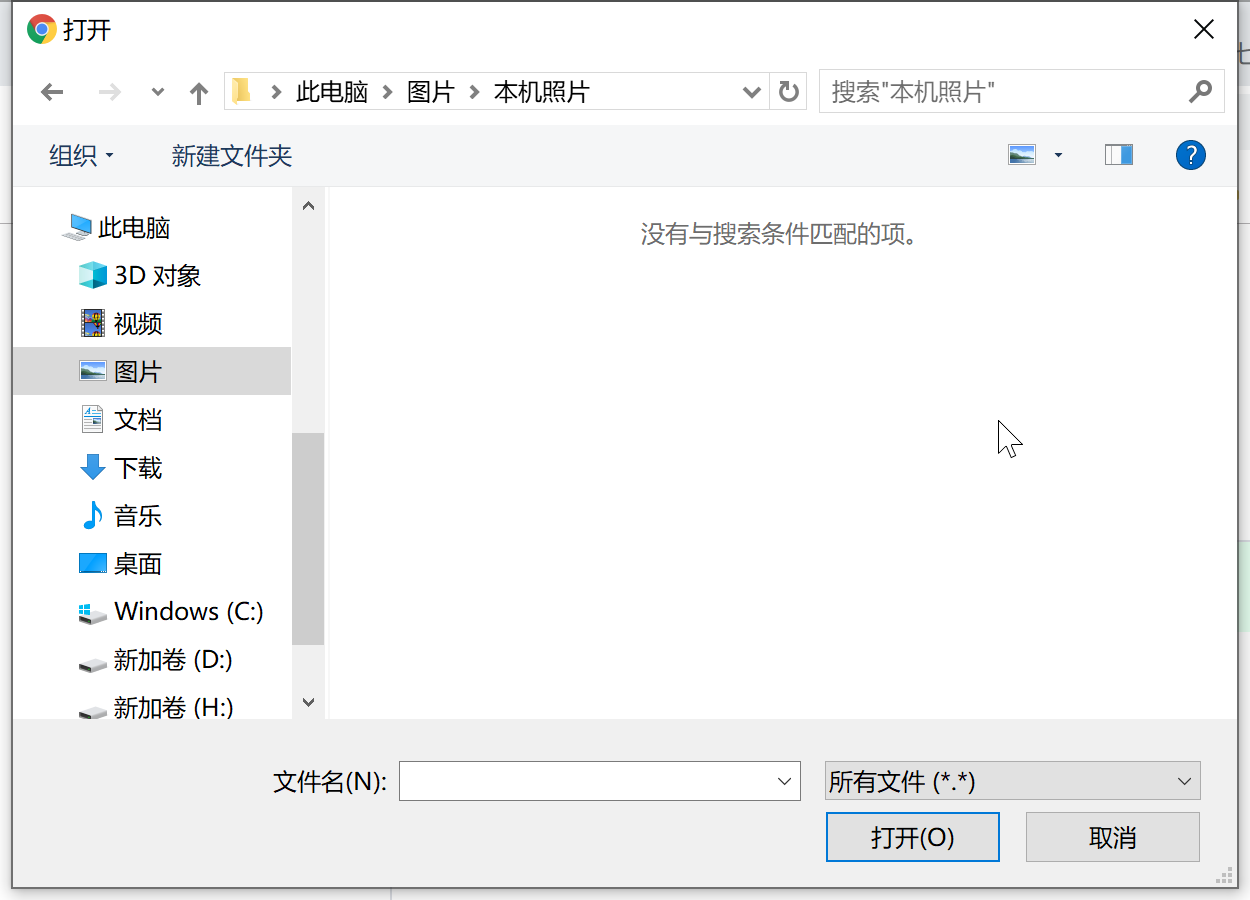 打开
此电脑 图片 本机照片
搜索"本机照片"
组织 新建文件夹
?
此电脑
3D 对象
视频
图片
文档
下载
音乐
桌面
Windows (C:)
新加卷 (D:)
新加卷 (H:)
没有与搜索条件匹配的项。
文件名(N):
所有文件 (*.*)
打开(O)
取消